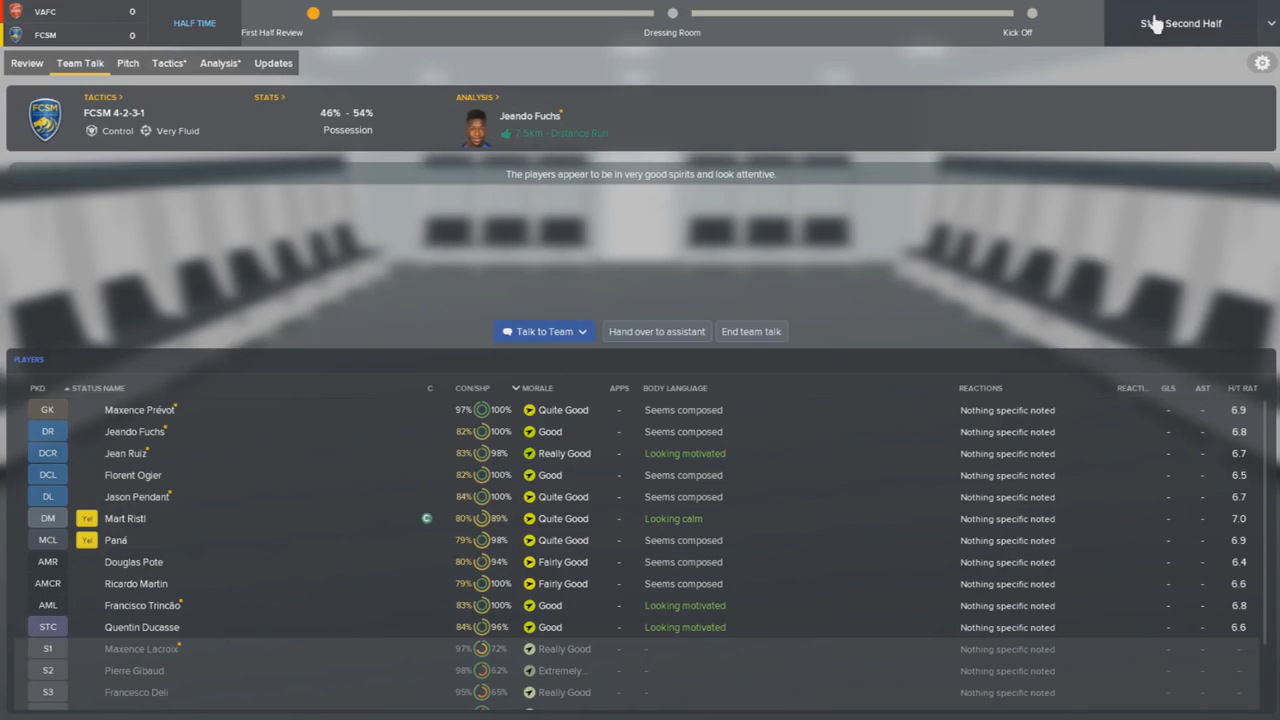 VAFC 0
FCSM 0
HALF TIME
First Half Review
Dressing Room
Kick Off
Second Half
Review Team Talk Pitch Tactics* Analysis* Updates
FCSM
TACTICS >
FCSM 4-2-3-1
Control Very Fluid
STATS >
46% - 54%
Possession
ANALYSIS >
Jeando Fuchs*
7.5km - Distance Run
The players appear to be in very good spirits and look attentive.
Talk to Team Hand over to assistant End team talk
PLAYERS
PKD STATUS NAME C CON/SHP MORALE APPS BODY LANGUAGE REACTIONS REACTI... GLS AST H/T RAT
GK Maxence Prévot* 97% 100% Quite Good - Seems composed Nothing specific noted - - 6.9
DR Jeando Fuchs* 82% 100% Good - Seems composed Nothing specific noted - - 6.8
DCR Jean Ruiz* 83% 98% Really Good - Looking motivated Nothing specific noted - - 6.7
DCL Florent Ogier 82% 100% Good - Seems composed Nothing specific noted - - 6.5
DL Jason Pendant* 84% 100% Quite Good - Seems composed Nothing specific noted - - 6.7
DM Yel Mart Risti C 80% 89% Quite Good - Looking calm Nothing specific noted - - 7.0
MCL Yel Paná 79% 98% Quite Good - Seems composed Nothing specific noted - - 6.9
AMR Douglas Pote 80% 94% Fairly Good - Seems composed Nothing specific noted - - 6.4
AMCR Ricardo Martin 79% 100% Fairly Good - Seems composed Nothing specific noted - - 6.6
AML Francisco Trincão* 83% 100% Good - Looking motivated Nothing specific noted - - 6.8
STC Quentin Ducasse 84% 96% Good - Looking motivated Nothing specific noted - - 6.6
S1 Maxence Lacroix* 97% 72% Really Good - - Nothing specific noted - -
S2 Pierre Gibaud 98% 62% Extremely... - - Nothing specific noted - -
S3 Francesco Deli 95% 65% Really Good - - Nothing specific noted - -